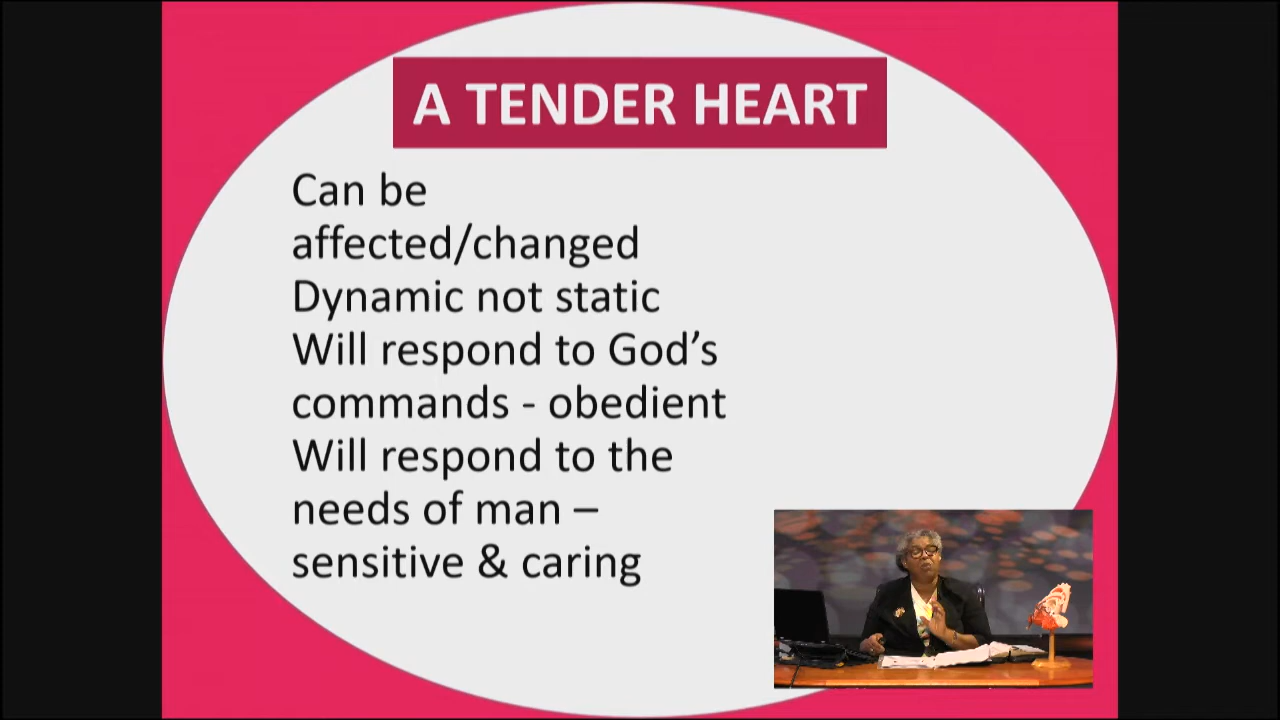 A TENDER HEART
Can be
affected/changed
Dynamic not static
Will respond to God’s
commands - obedient
Will respond to the
needs of man –
sensitive & caring